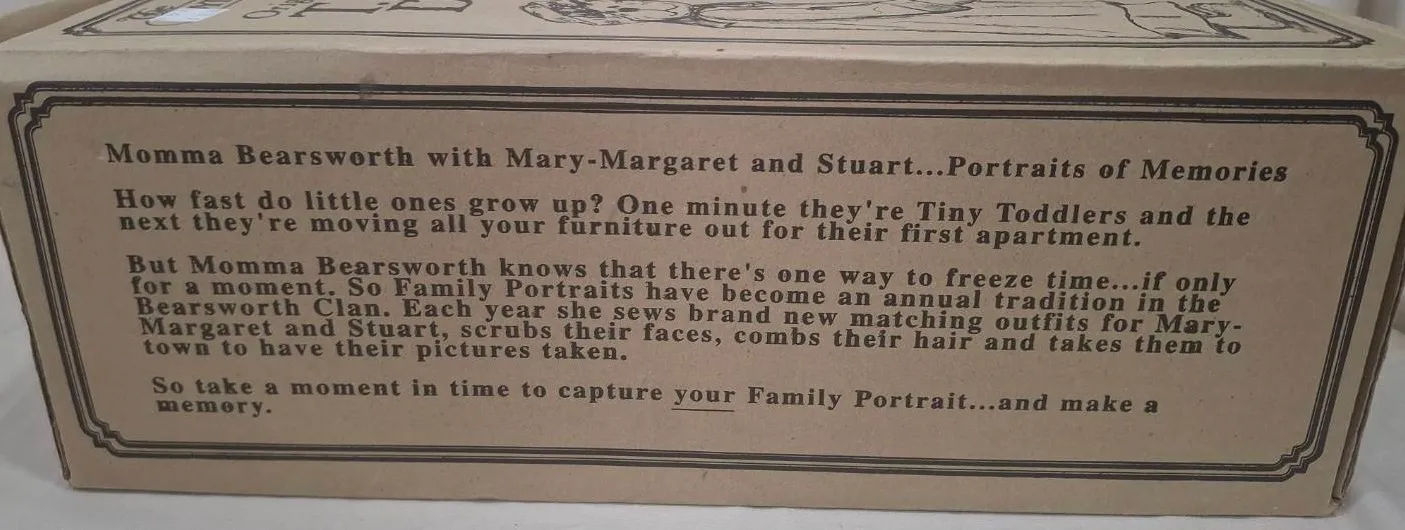 Momma Bearsworth with Mary-Margaret and Stuart...Portraits of Memories
How fast do little ones grow up? One minute they're Tiny Toddlers and the
next they're moving all your furniture out for their first apartment.
But Momma Bearsworth knows that there's one way to freeze time...if only
for a moment. So Family Portraits have become an annual tradition in the
Bearsworth Clan. Each year she sews brand new matching outfits for Mary-
Margaret and Stuart, scrubs their faces, combs their hair and takes them to
town to have their pictures taken.
So take a moment in time to capture your Family Portrait...and make a
memory.